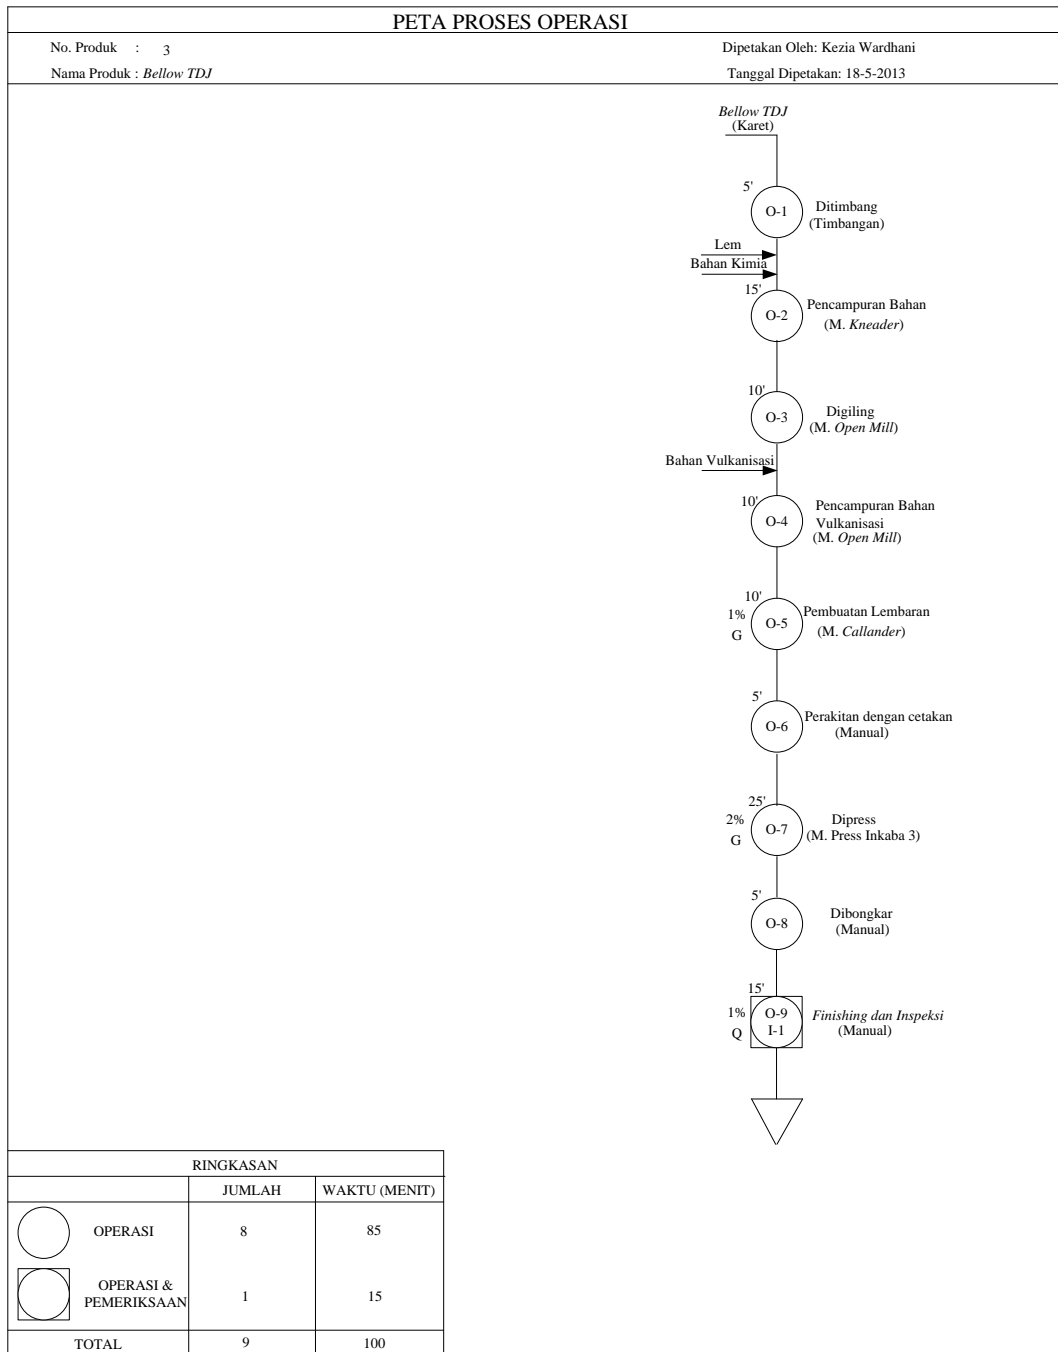 PETA PROSES OPERASI
No. Produk : 3
Dipetakan Oleh: Kezia Wardhani
Nama Produk : Bellow TDJ
Tanggal Dipetakan: 18-5-2013
Bellow TDJ
(Karet)
5'
O-1
Ditimbang
(Timbangan)
Lem
Bahan Kimia
15'
O-2
Pencampuran Bahan
(M. Kneader)
10'
O-3
Digiling
(M. Open Mill)
Bahan Vulkanisasi
10'
O-4
Pencampuran Bahan
Vulkanisasi
(M. Open Mill)
10'
1%
G
O-5
Pembuatan Lembaran
(M. Callander)
5'
O-6
Perakitan dengan cetakan
(Manual)
25'
2%
G
O-7
Dipress
(M. Press Inkaba 3)
5'
O-8
Dibongkar
(Manual)
15'
1%
Q
O-9
I-1
Finishing dan Inspeksi
(Manual)
RINGKASAN
JUMLAH WAKTU (MENIT)
OPERASI 8 85
OPERASI &
PEMERIKSAAN 1 15
TOTAL 9 100